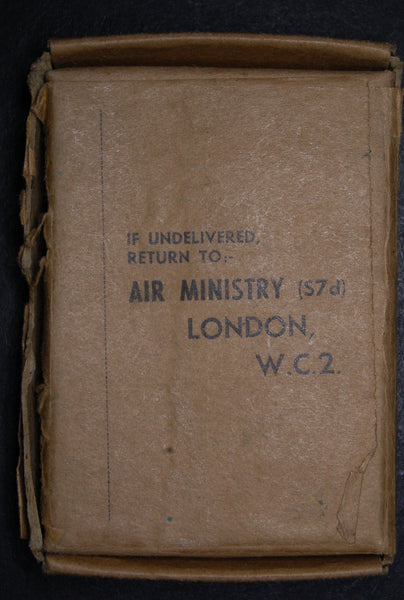 IF UNDELIVERED,
RETURN TO:-
AIR MINISTRY (S7d)
LONDON,
W.C.2.